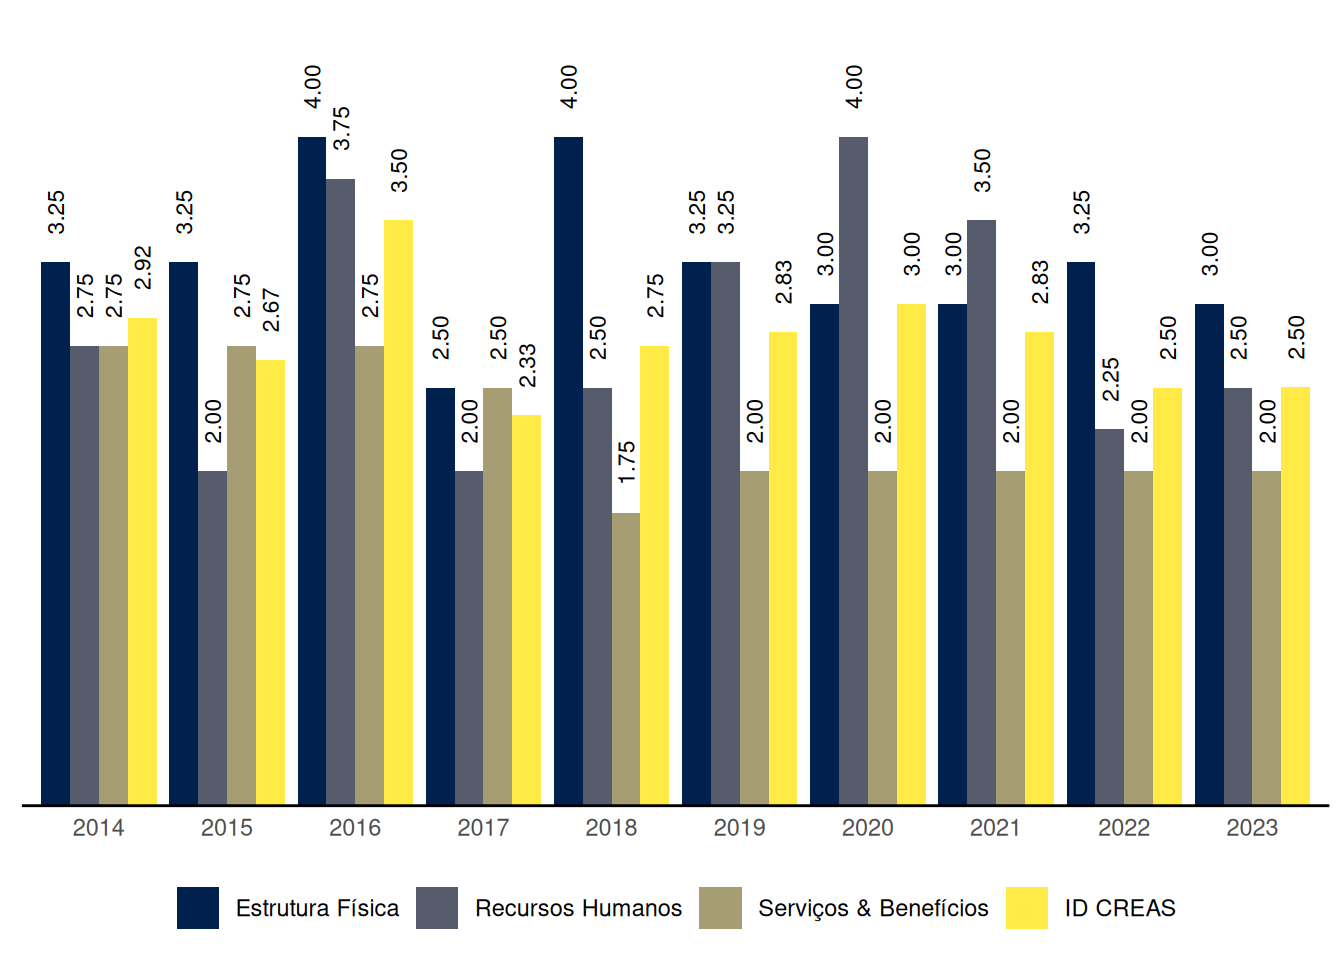 3.25 2.75 2.75 2.92
3.25 2.00 2.75 2.67
4.00 3.75 2.75 3.50
2.50 2.00 2.50 2.33
4.00 2.50 1.75 2.75
3.25 3.25 2.00 2.83
3.00 4.00 2.00 3.00
3.00 3.50 2.00 2.83
3.25 2.25 2.00 2.50
3.00 2.50 2.00 2.50
2014 2015 2016 2017 2018 2019 2020 2021 2022 2023
Estrutura Física Recursos Humanos Serviços & Benefícios ID CREAS